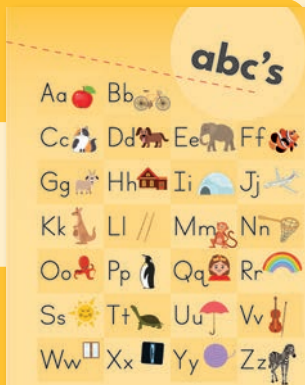 abc's
Aa Bb
Cc Dd Ee Ff
Gg Hh Ii Jj
Kk Ll Mm Nn
Oo Pp Qq Rr
Ss Tt Uu Vv
Ww Xx Yy Zz